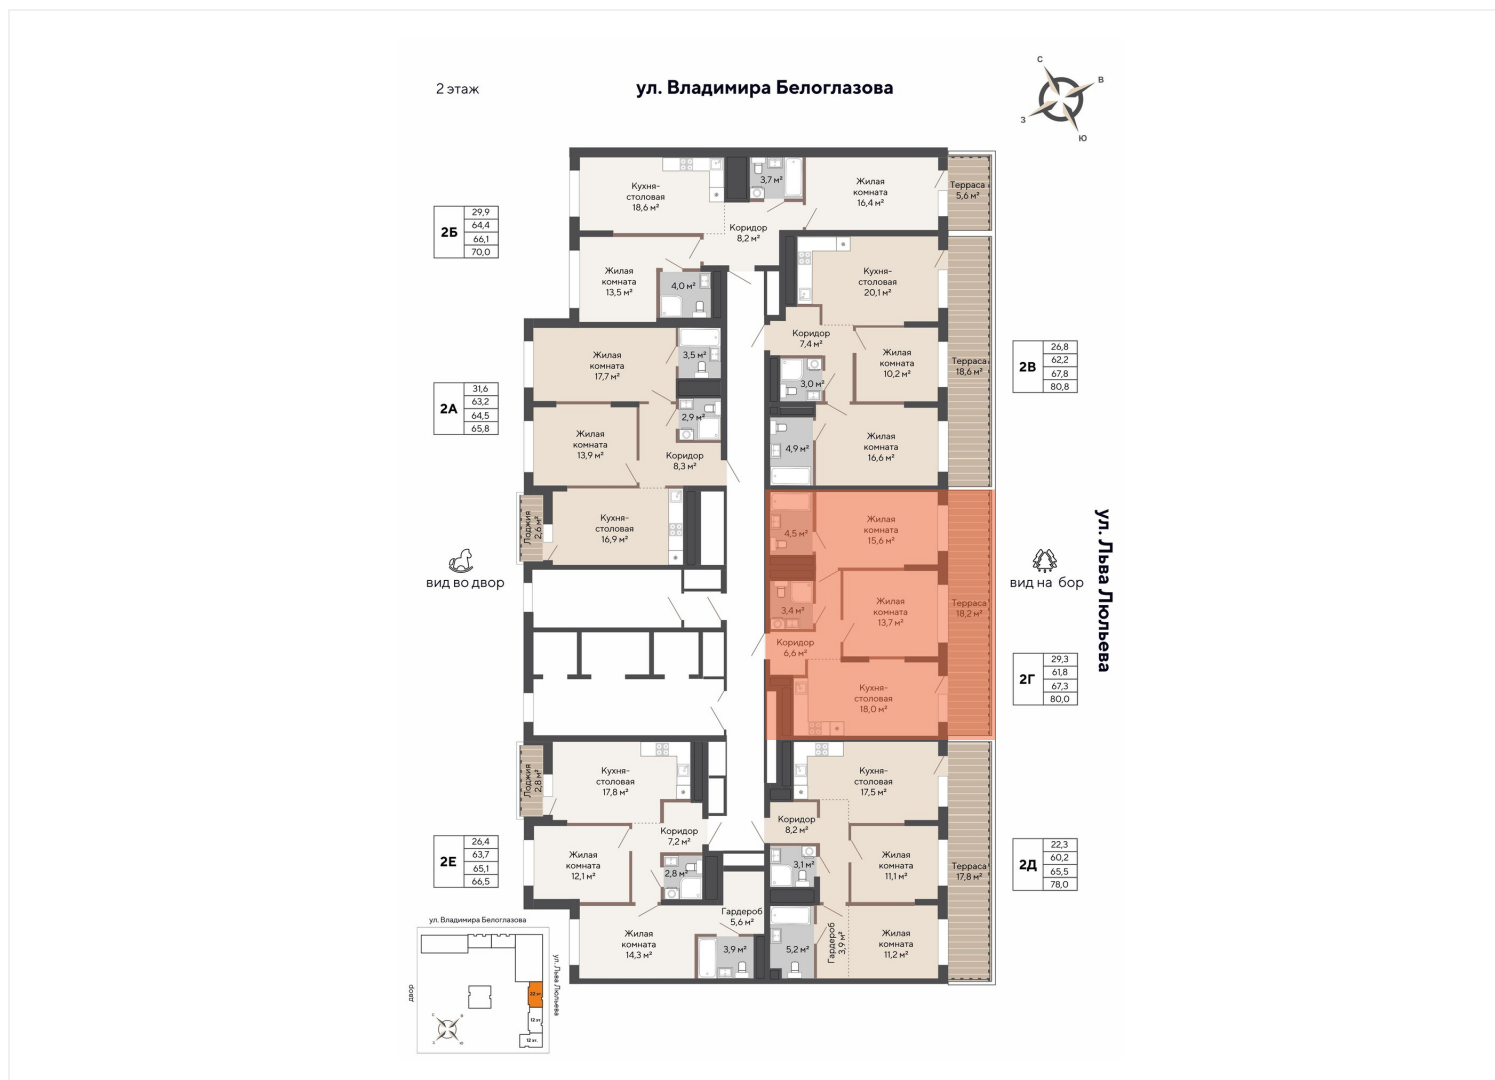 2 этаж
ул. Владимира Белоглазова
С
В
З
Ю
Кухня-
столовая
18,6 м²
3,7 м²
Жилая
комната
16,4 м²
Терраса
5,6 м²
Коридор
8,2 м²
2Б
29,9
64,4
66,1
70,0
Жилая
комната
13,5 м²
4,0 м²
Кухня-
столовая
20,1 м²
Коридор
7,4 м²
Жилая
комната
10,2 м²
3,0 м²
Терраса
18,6 м²
2В
26,8
62,2
67,8
80,8
Жилая
комната
17,7 м²
3,5 м²
2А
31,6
63,2
64,5
65,8
2,9 м²
Жилая
комната
13,9 м²
Коридор
8,3 м²
4,9 м²
Жилая
комната
16,6 м²
Лоджия
2,6 м²
Кухня-
столовая
16,9 м²
4,5 м²
Жилая
комната
15,6 м²
вид во двор
вид на бор
ул. Льва Люльева
3,4 м²
Жилая
комната
13,7 м²
Терраса
18,2 м²
Коридор
6,6 м²
Кухня-
столовая
18,0 м²
2Г
29,3
61,8
67,3
80,0
Лоджия
2,8 м²
Кухня-
столовая
17,8 м²
Кухня-
столовая
17,5 м²
Коридор
7,2 м²
Коридор
8,2 м²
2Е
26,4
63,7
65,1
66,5
Жилая
комната
12,1 м²
2,8 м²
3,1 м²
Жилая
комната
11,1 м²
Терраса
17,8 м²
2Д
22,3
60,2
65,5
78,0
Гардероб
5,6 м²
Жилая
комната
14,3 м²
3,9 м²
5,2 м²
Гардероб
3,9 м²
Жилая
комната
11,2 м²
ул. Владимира Белоглазова
ул. Льва Люльева
двор
12 эт.
12 эт.